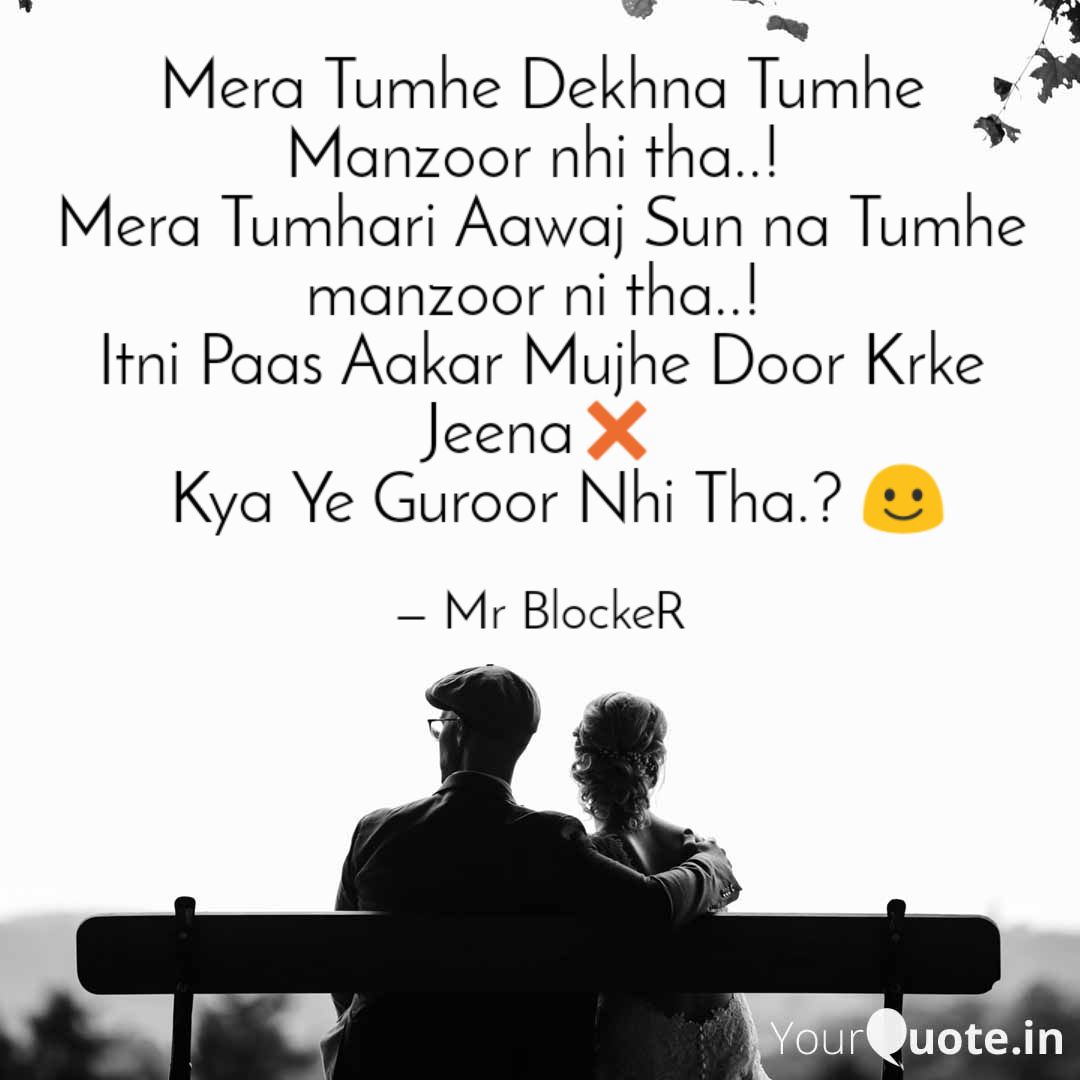 Mera Tumhe Dekhna Tumhe
Manzoor nhi tha..!
Mera Tumhari Aawaj Sun na Tumhe
manzoor ni tha..!
Itni Paas Aakar Mujhe Door Krke
Jeena❌
Kya Ye Guroor Nhi Tha.? 🙂
— Mr BlockeR
YourQuote.in